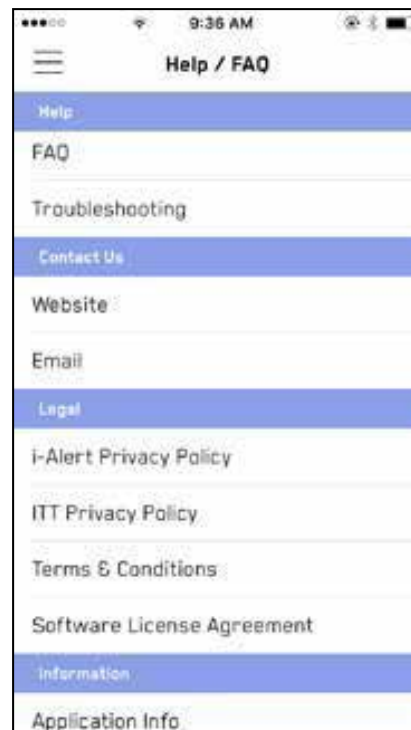 9:36 AM
Help / FAQ
Help
FAQ
Troubleshooting
Contact Us
Website
Email
Legal
i-Alert Privacy Policy
ITT Privacy Policy
Terms & Conditions
Software License Agreement
Information
Application Info